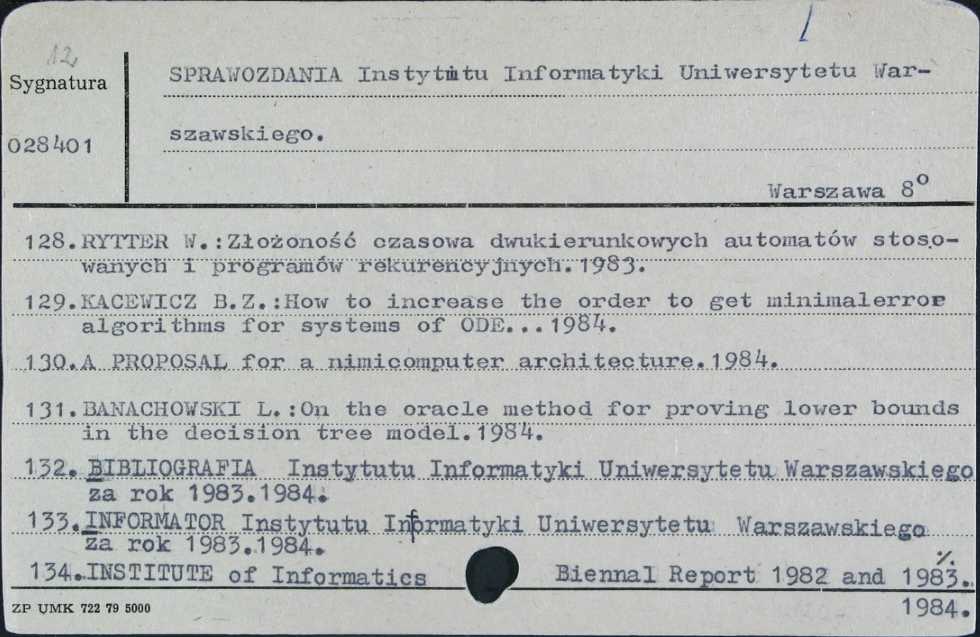 12
Sygnatura
028401
SPRAWOZDANIA Instytutu Informatyki Uniwersytetu War-
szawskiego.
Warszawa 8°
128. RYTTER W.: Złożoność czasowa dwukierunkowych automatów stoso-
wanych i programów rekurencyjnych. 1983.
129. KACEWICZ B.Z.: How to increase the order to get minimalerror
algorithms for systems of ODE... 1984.
130. A PROPOSAL for a nimicomputer architecture. 1984.
131. BANACHOWSKI L.: On the oracle method for proving lower bounds
in the decision tree model. 1984.
132. BIBLIOGRAFIA Instytutu Informatyki Uniwersytetu Warszawskiego
za rok 1983. 1984.
133. INFORMATOR Instytutu Informatyki Uniwersytetu Warszawskiego
za rok 1983. 1984.
134. INSTITUTE of Informatics Biennal Report 1982 and 1983.
·/.
1984.
ZP UMK 722 79 5000